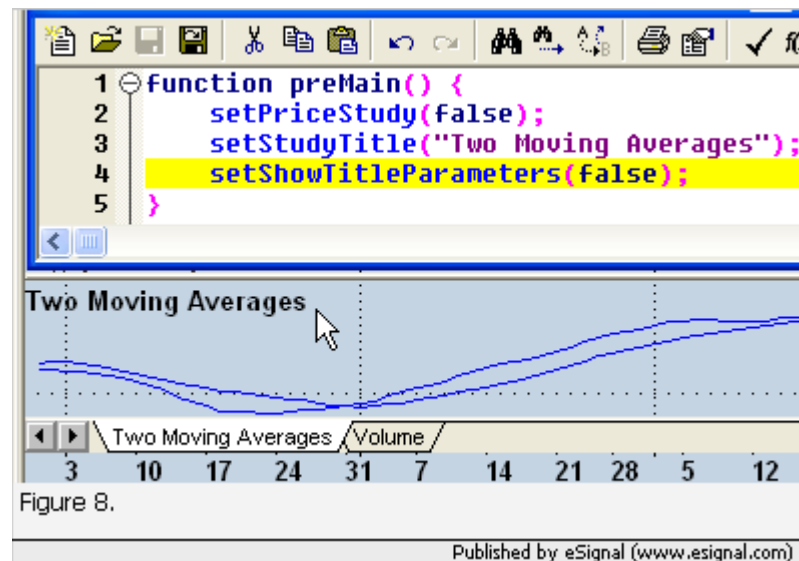 1 function preMain() {
2 setPriceStudy(false);
3 setStudyTitle("Two Moving Averages");
4 setShowTitleParameters(false);
5 }
Two Moving Averages
Two Moving Averages Volume
3 10 17 24 31 7 14 21 28 5 12
Figure 8.
Published by eSignal (www.esignal.com)